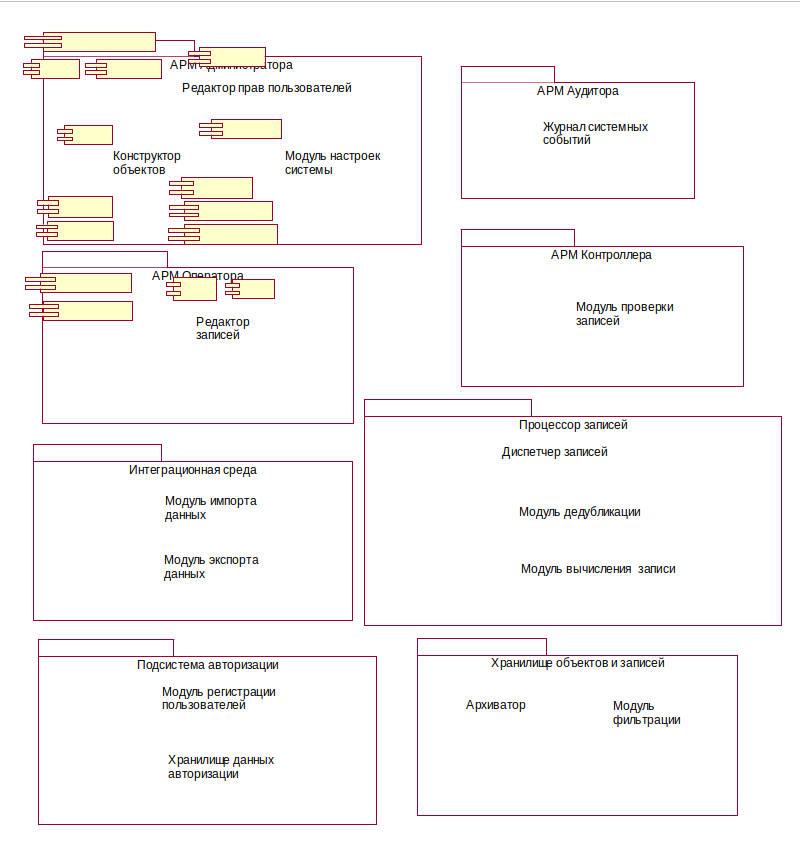 АРМ Администратора
Редактор прав пользователей
Конструктор
объектов
Модуль настроек
системы
АРМ Аудитора
Журнал системных
событий
АРМ Оператора
Редактор
записей
АРМ Контроллера
Модуль проверки
записей
Интеграционная среда
Модуль импорта
данных
Модуль экспорта
данных
Процессор записей
Диспетчер записей
Модуль дедубликации
Модуль вычисления записи
Подсистема авторизации
Модуль регистрации
пользователей
Хранилище данных
авторизации
Хранилище объектов и записей
Архиватор
Модуль
фильтрации